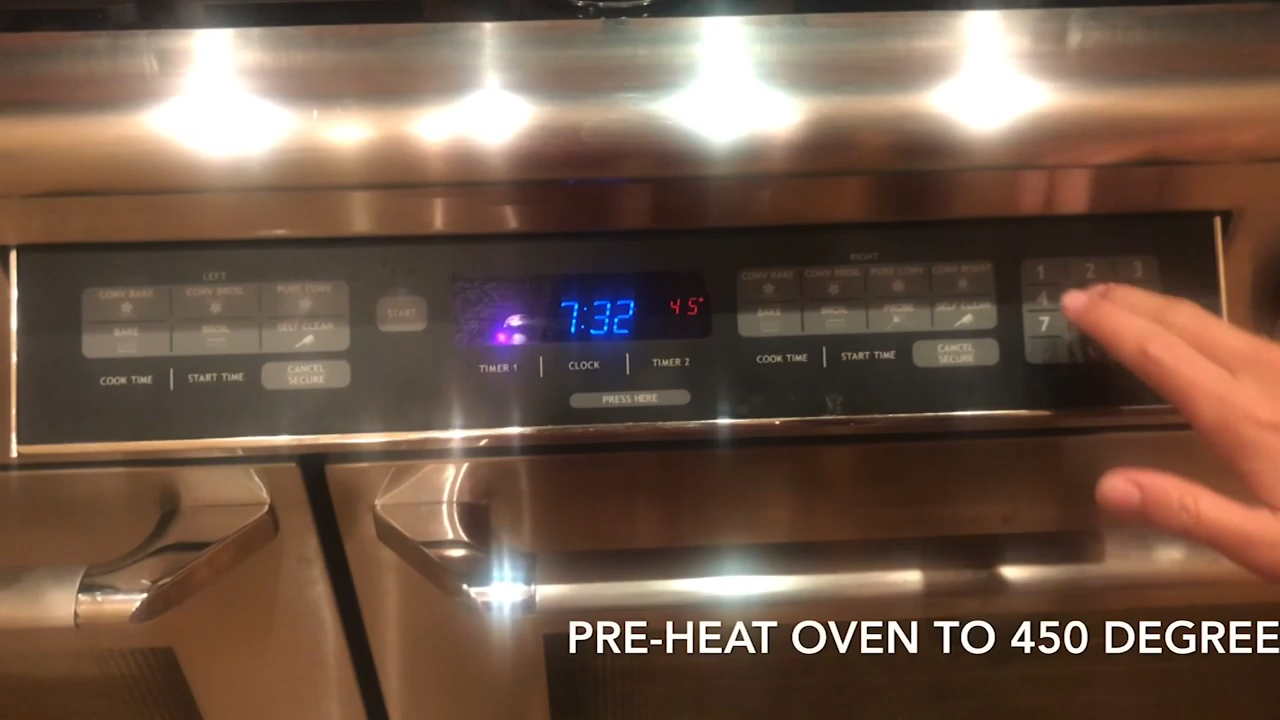 LEFT
CONV BAKE CONV BROIL PURE CONV
BAKE BROIL SELF CLEAN
COOK TIME START TIME CANCEL SECURE
START
7:32 45°
TIMER 1 CLOCK TIMER 2
PRESS HERE
RIGHT
CONV BAKE CONV BROIL PURE CONV CONV ROAST
BAKE BROIL PROBE SELF CLEAN
COOK TIME START TIME CANCEL SECURE
1 2 3
4
7
PRE-HEAT OVEN TO 450 DEGREE